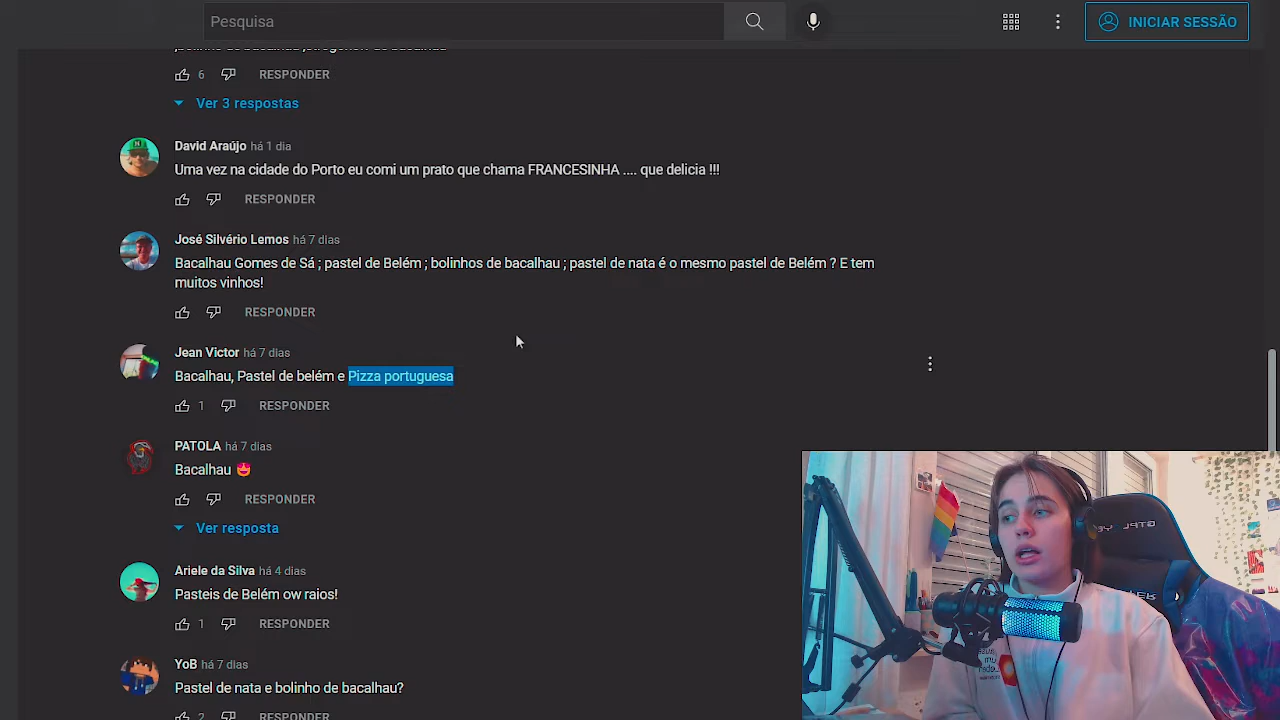 Pesquisa
INICIAR SESSÃO
6
RESPONDER
Ver 3 respostas
David Araújo há 1 dia
Uma vez na cidade do Porto eu comi um prato que chama FRANCESINHA .... que delicia !!!
RESPONDER
José Silvério Lemos há 7 dias
Bacalhau Gomes de Sá ; pastel de Belém ; bolinhos de bacalhau ; pastel de nata é o mesmo pastel de Belém ? E tem
muitos vinhos!
RESPONDER
Jean Victor há 7 dias
Bacalhau, Pastel de belém e Pizza portuguesa
1
RESPONDER
PATOLA há 7 dias
Bacalhau 😍
RESPONDER
Ver resposta
Ariele da Silva há 4 dias
Pasteis de Belém ow raios!
1
RESPONDER
YoB há 7 dias
Pastel de nata e bolinho de bacalhau?
2
RESPONDER